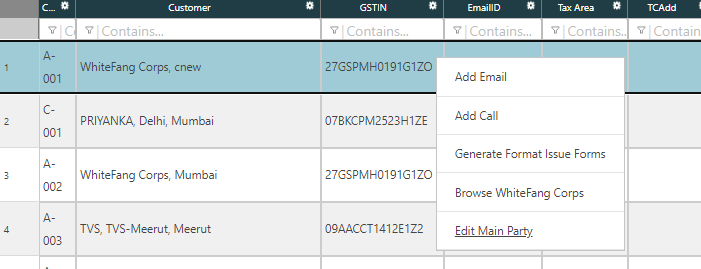 C... Customer GSTIN EmailID Tax Area TCAdd
Co Contains... Contains... Contains... Contains... Contains...
1 A-001 WhiteFang Corps, cnew 27GSPMH0191G1ZO
Add Email
2 C-001 PRIYANKA, Delhi, Mumbai 07BKCPM2523H1ZE
Add Call
Generate Format Issue Forms
3 A-002 WhiteFang Corps, Mumbai 27GSPMH0191G1ZO
Browse WhiteFang Corps
4 A-003 TVS, TVS-Meerut, Meerut 09AACCT1412E1Z2
Edit Main Party